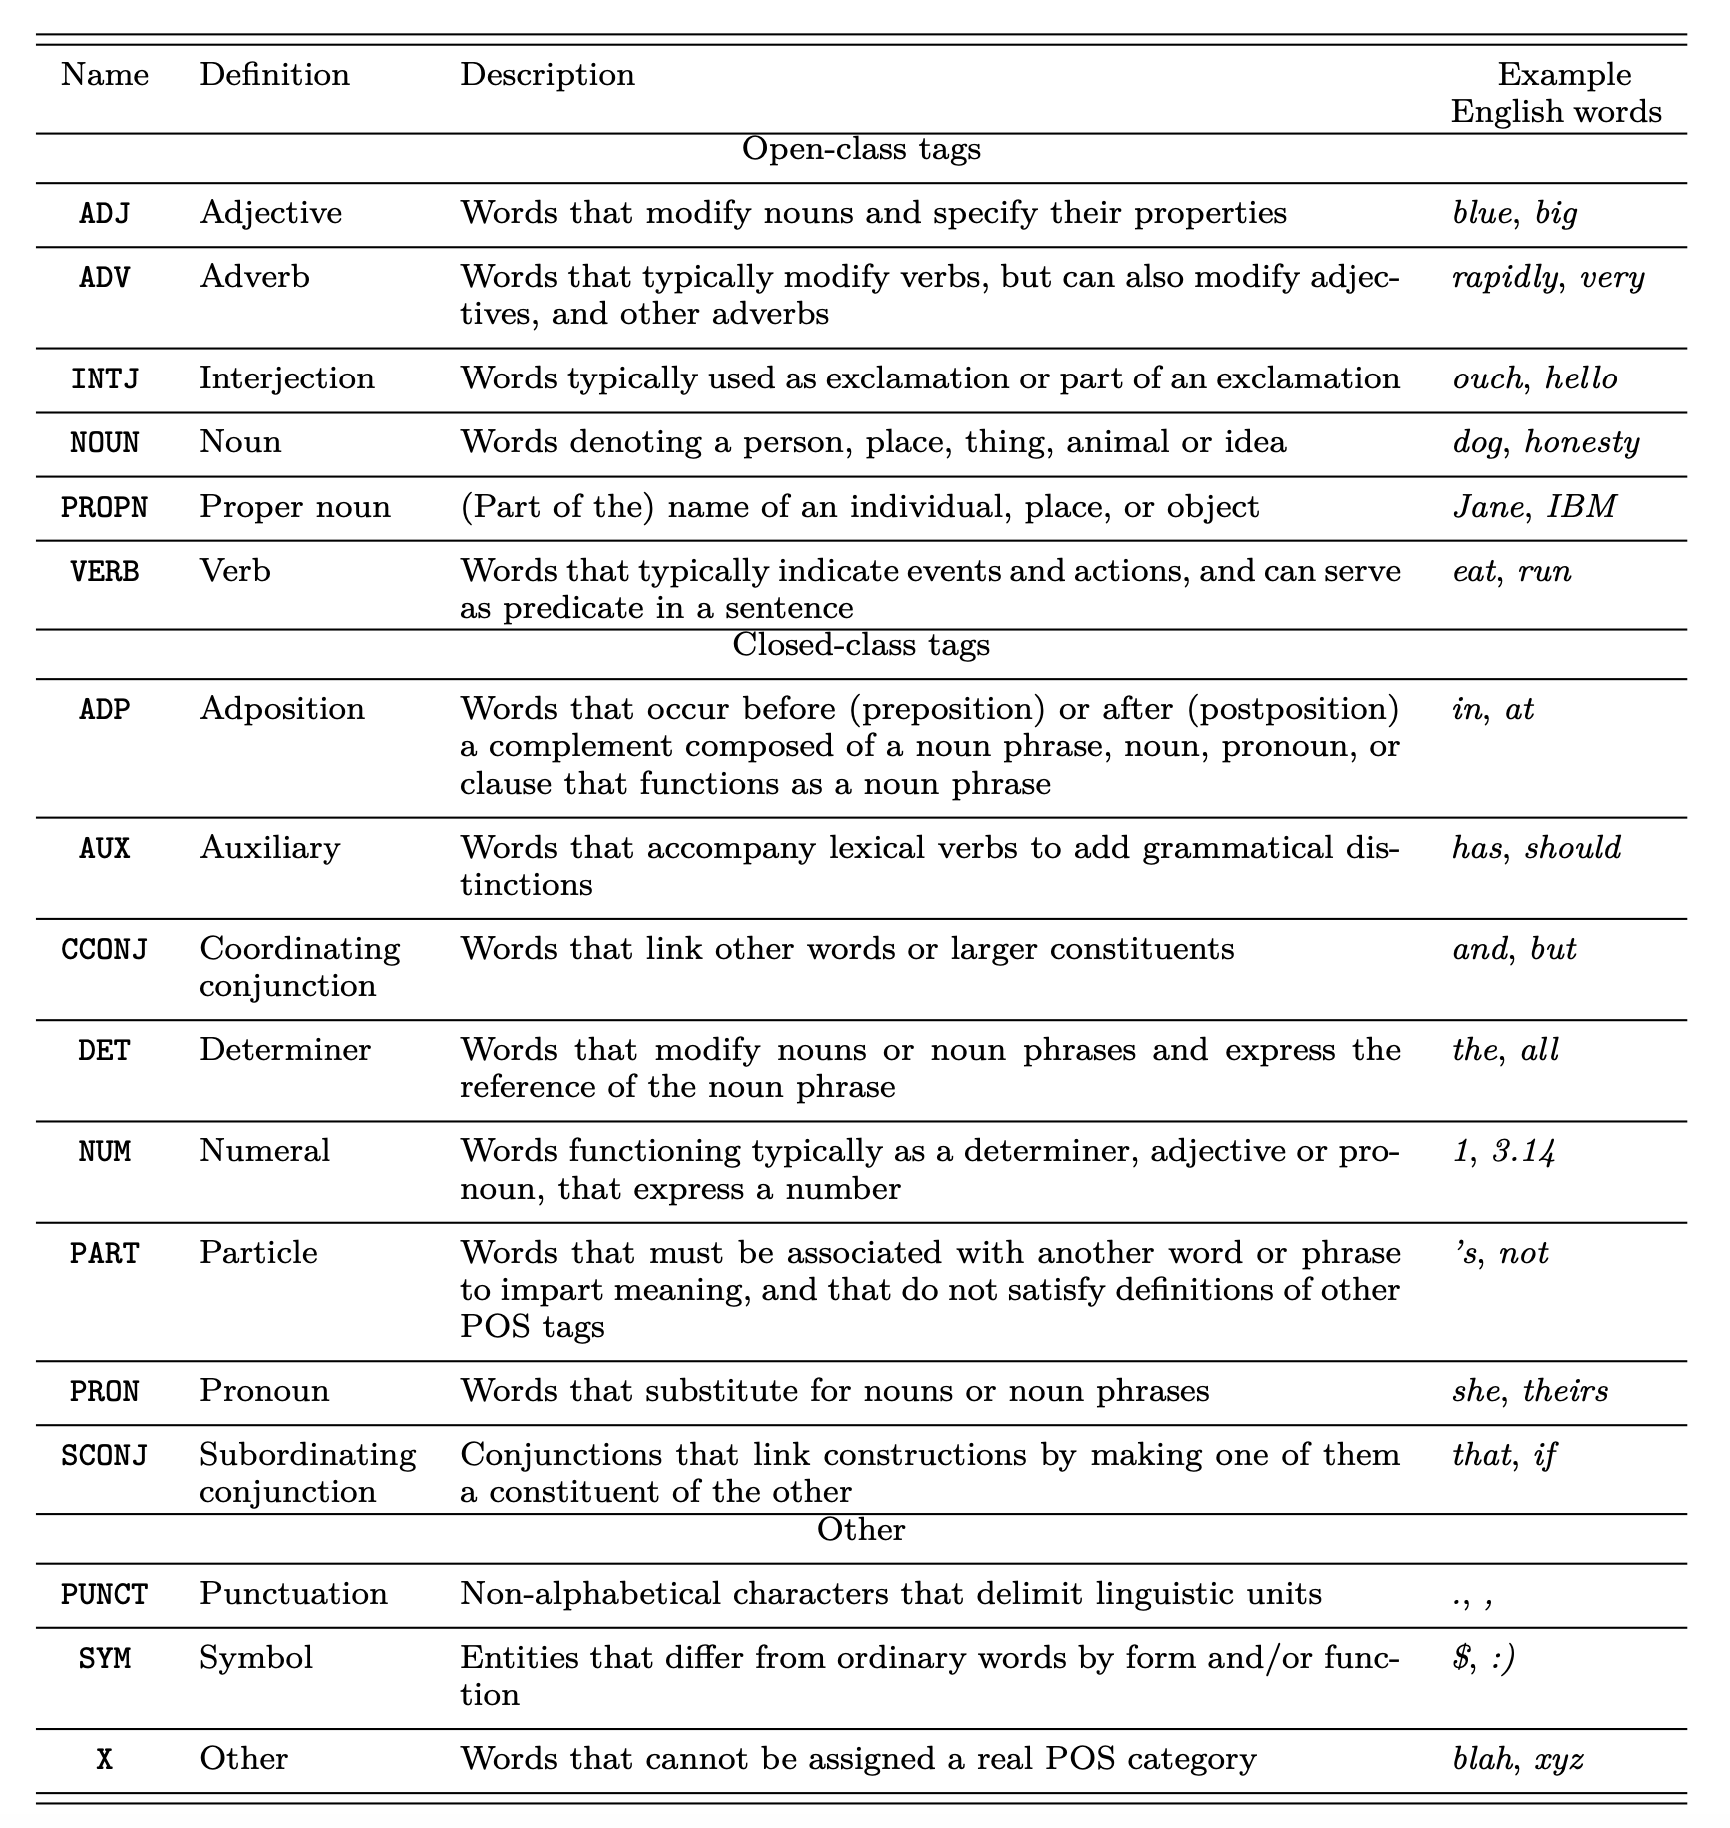 Name Definition Description Example
English words
Open-class tags
ADJ Adjective Words that modify nouns and specify their properties blue, big
ADV Adverb Words that typically modify verbs, but can also modify adjec- rapidly, very
tives, and other adverbs
INTJ Interjection Words typically used as exclamation or part of an exclamation ouch, hello
NOUN Noun Words denoting a person, place, thing, animal or idea dog, honesty
PROPN Proper noun (Part of the) name of an individual, place, or object Jane, IBM
VERB Verb Words that typically indicate events and actions, and can serve eat, run
as predicate in a sentence
Closed-class tags
ADP Adposition Words that occur before (preposition) or after (postposition) in, at
a complement composed of a noun phrase, noun, pronoun, or
clause that functions as a noun phrase
AUX Auxiliary Words that accompany lexical verbs to add grammatical dis- has, should
tinctions
CCONJ Coordinating Words that link other words or larger constituents and, but
conjunction
DET Determiner Words that modify nouns or noun phrases and express the the, all
reference of the noun phrase
NUM Numeral Words functioning typically as a determiner, adjective or pro- 1, 3.14
noun, that express a number
PART Particle Words that must be associated with another word or phrase 's, not
to impart meaning, and that do not satisfy definitions of other
POS tags
PRON Pronoun Words that substitute for nouns or noun phrases she, theirs
SCONJ Subordinating Conjunctions that link constructions by making one of them that, if
conjunction a constituent of the other
Other
PUNCT Punctuation Non-alphabetical characters that delimit linguistic units ., ,
SYM Symbol Entities that differ from ordinary words by form and/or func- $, :)
tion
X Other Words that cannot be assigned a real POS category blah, xyz